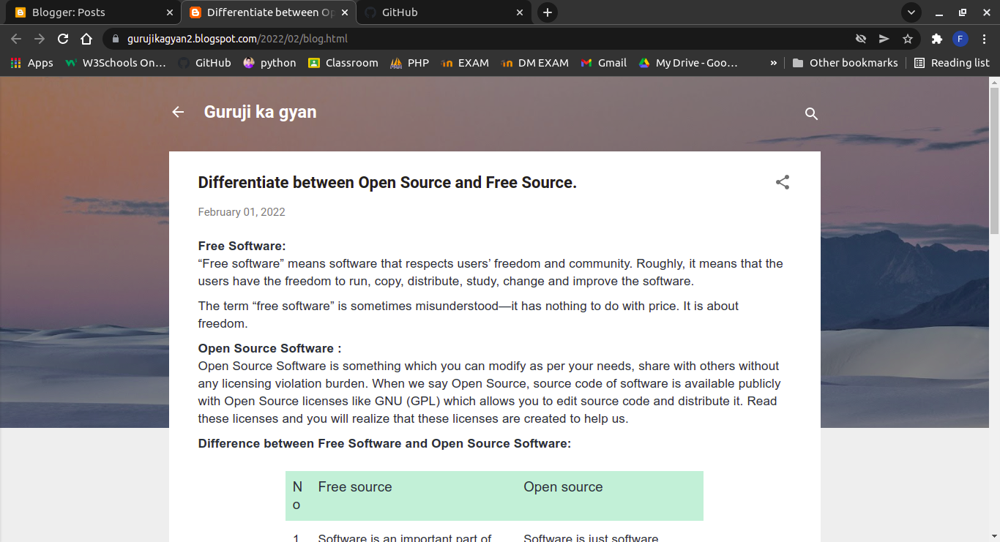 Blogger: Posts
Differentiate between Op
GitHub
gurujikagyan2.blogspot.com/2022/02/blog.html
F
Apps
W3Schools On…
GitHub
python
Classroom
PHP
EXAM
DM EXAM
Gmail
My Drive - Goo…
»
Other bookmarks
Reading list
Guruji ka gyan
Differentiate between Open Source and Free Source.
February 01, 2022
Free Software:
“Free software” means software that respects users’ freedom and community. Roughly, it means that the
users have the freedom to run, copy, distribute, study, change and improve the software.
The term “free software” is sometimes misunderstood—it has nothing to do with price. It is about
freedom.
Open Source Software :
Open Source Software is something which you can modify as per your needs, share with others without
any licensing violation burden. When we say Open Source, source code of software is available publicly
with Open Source licenses like GNU (GPL) which allows you to edit source code and distribute it. Read
these licenses and you will realize that these licenses are created to help us.
Difference between Free Software and Open Source Software:
N
o
Free source
Open source
1
Software is an important part of
Software is just software